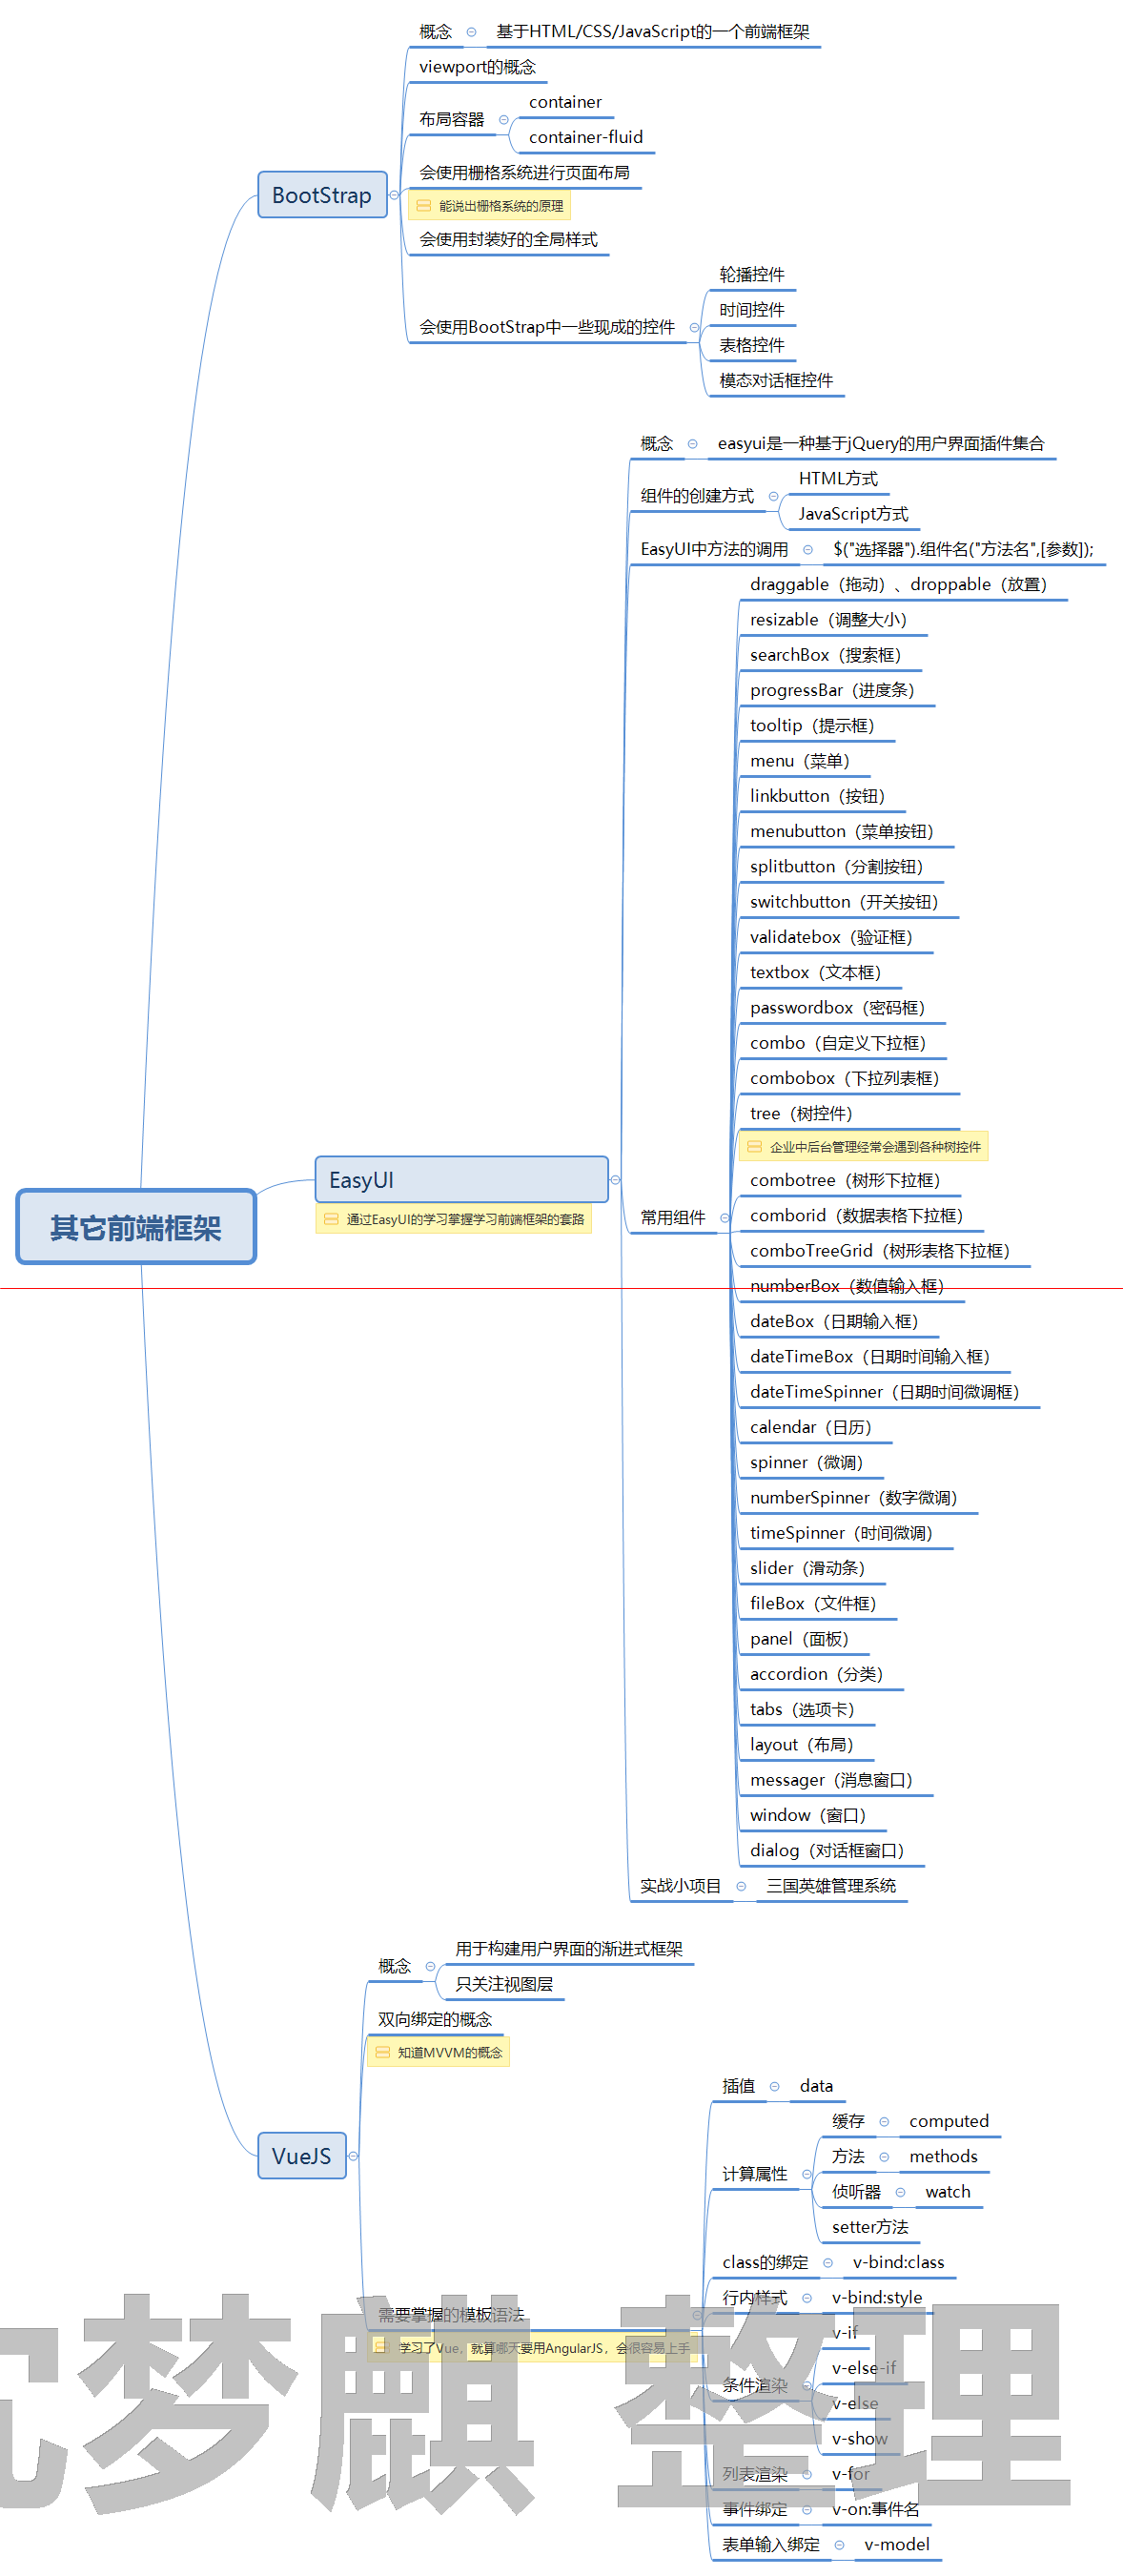 其它前端框架
BootStrap
概念
基于HTML/CSS/JavaScript的一个前端框架
viewport的概念
布局容器
container
container-fluid
会使用栅格系统进行页面布局
能说出栅格系统的原理
会使用封装好的全局样式
会使用BootStrap中一些现成的控件
轮播控件
时间控件
表格控件
模态对话框控件
EasyUI
通过EasyUI的学习掌握学习前端框架的套路
概念
easyui是一种基于jQuery的用户界面插件集合
组件的创建方式
HTML方式
JavaScript方式
EasyUI中方法的调用
$("选择器").组件名("方法名",[参数]);
常用组件
draggable（拖动）、droppable（放置）
resizable（调整大小）
searchBox（搜索框）
progressBar（进度条）
tooltip（提示框）
menu（菜单）
linkbutton（按钮）
menubutton（菜单按钮）
splitbutton（分割按钮）
switchbutton（开关按钮）
validatebox（验证框）
textbox（文本框）
passwordbox（密码框）
combo（自定义下拉框）
combobox（下拉列表框）
tree（树控件）
企业中后台管理经常会遇到各种树控件
combotree（树形下拉框）
comborid（数据表格下拉框）
comboTreeGrid（树形表格下拉框）
numberBox（数值输入框）
dateBox（日期输入框）
dateTimeBox（日期时间输入框）
dateTimeSpinner（日期时间微调框）
calendar（日历）
spinner（微调）
numberSpinner（数字微调）
timeSpinner（时间微调）
slider（滑动条）
fileBox（文件框）
panel（面板）
accordion（分类）
tabs（选项卡）
layout（布局）
messager（消息窗口）
window（窗口）
dialog（对话框窗口）
实战小项目
三国英雄管理系统
VueJS
概念
用于构建用户界面的渐进式框架
只关注视图层
双向绑定的概念
知道MVVM的概念
需要掌握的模板语法
学习了Vue，就算哪天要用AngularJS，会很容易上手
插值
data
计算属性
缓存
computed
方法
methods
侦听器
watch
setter方法
class的绑定
v-bind:class
行内样式
v-bind:style
条件渲染
v-if
v-else-if
v-else
v-show
列表渲染
v-for
事件绑定
v-on:事件名
表单输入绑定
v-model
梦麒 整理